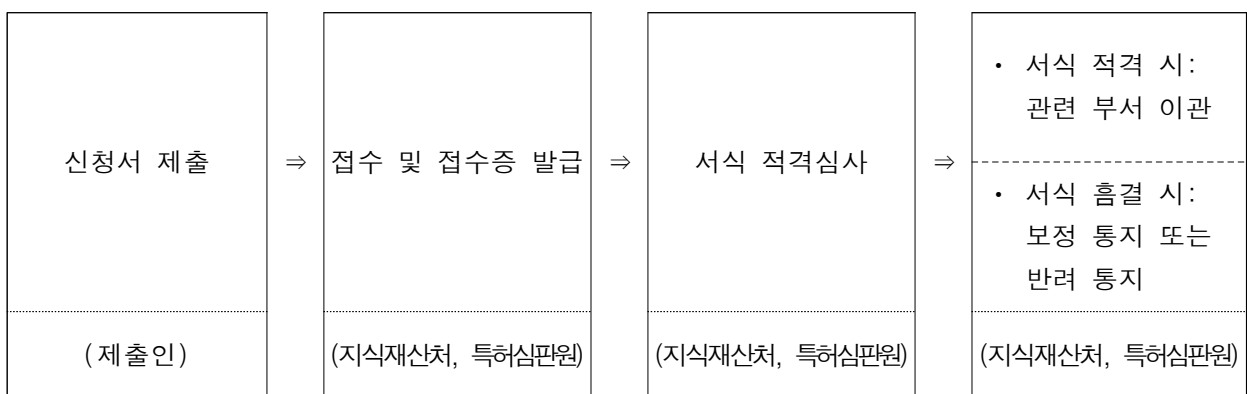 신청서 제출
⇒
접수 및 접수증 발급
⇒
서식 적격심사
⇒
• 서식 적격 시:
관련 부서 이관
• 서식 흠결 시:
보정 통지 또는
반려 통지
(제출인)
(지식재산처, 특허심판원)
(지식재산처, 특허심판원)
(지식재산처, 특허심판원)